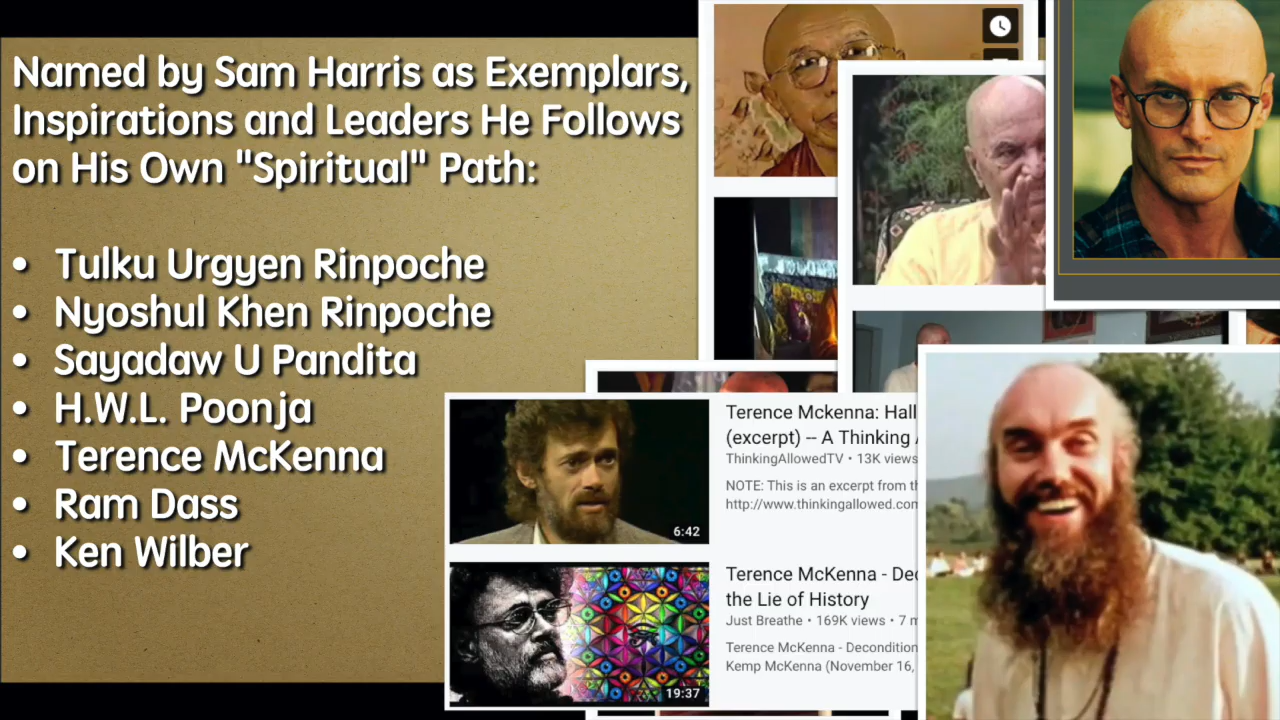 Named by Sam Harris as Exemplars,
Inspirations and Leaders He Follows
on His Own "Spiritual" Path:
• Tulku Urgyen Rinpoche
• Nyoshul Khen Rinpoche
• Sayadaw U Pandita
• H.W.L. Poonja
• Terence McKenna
• Ram Dass
• Ken Wilber
Terence Mckenna: Hall
(excerpt) -- A Thinking
ThinkingAllowedTV • 13K views
NOTE: This is an excerpt from
http://www.thinkingallowed.com
6:42
Terence McKenna - Dec
the Lie of History
Just Breathe • 169K views • 7
Terence McKenna - Decondition
Kemp McKenna (November 16,
19:37